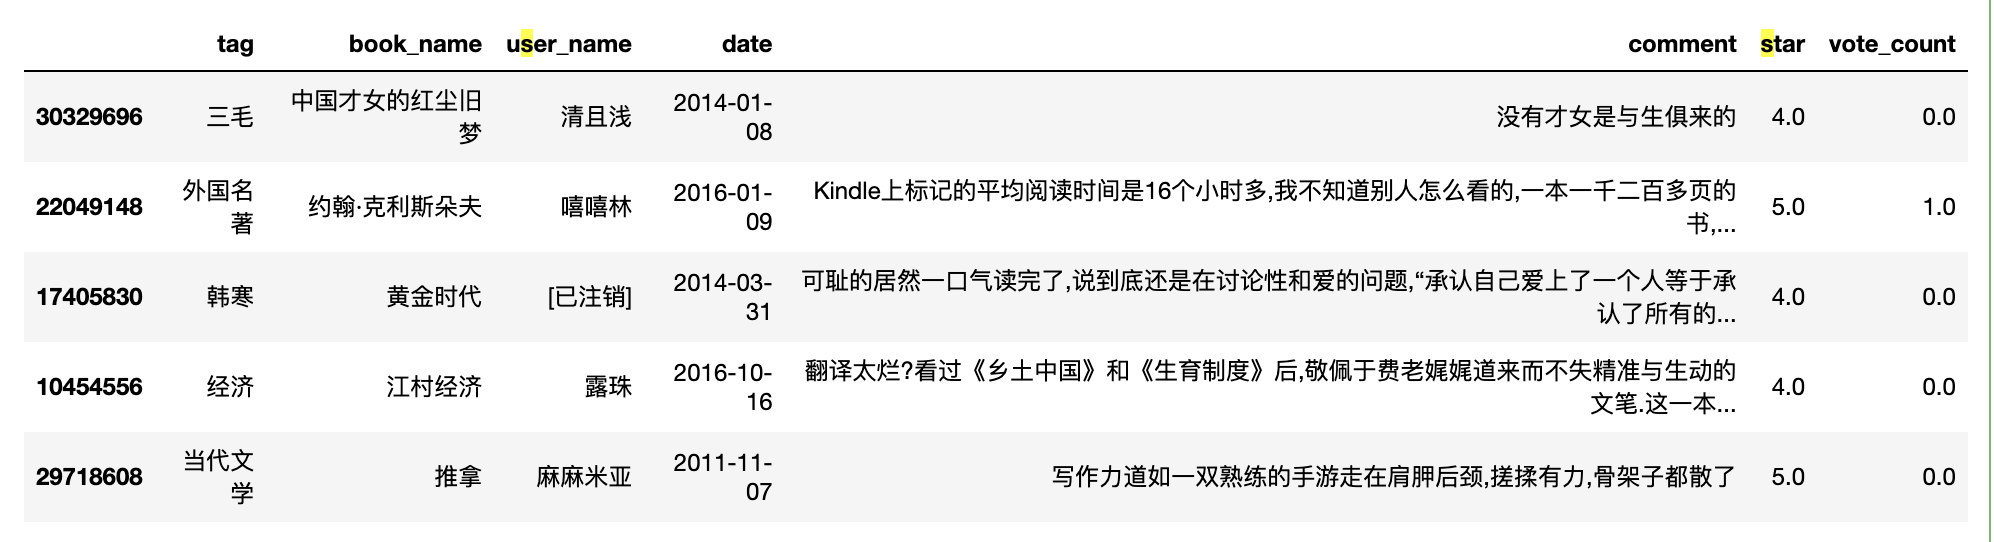 tag book_name user_name date comment star vote_count
30329696 三毛 中国才女的红尘旧梦 清且浅 2014-01-08 没有才女是与生俱来的 4.0 0.0
22049148 外国名著 约翰·克利斯朵夫 嘻嘻林 2016-01-09 Kindle上标记的平均阅读时间是16个小时多,我不知道别人怎么看的,一本一千二百多页的书,... 5.0 1.0
17405830 韩寒 黄金时代 [已注销] 2014-03-31 可耻的居然一口气读完了,说到底还是在讨论性和爱的问题,“承认自己爱上了一个人等于承认了所有的... 4.0 0.0
10454556 经济 江村经济 露珠 2016-10-16 翻译太烂?看过《乡土中国》和《生育制度》后,敬佩于费老娓娓道来而不失精准与生动的文笔.这一本... 4.0 0.0
29718608 当代文学 推拿 麻麻米亚 2011-11-07 写作力道如一双熟练的手游走在肩胛后颈,搓揉有力,骨架子都散了 5.0 0.0